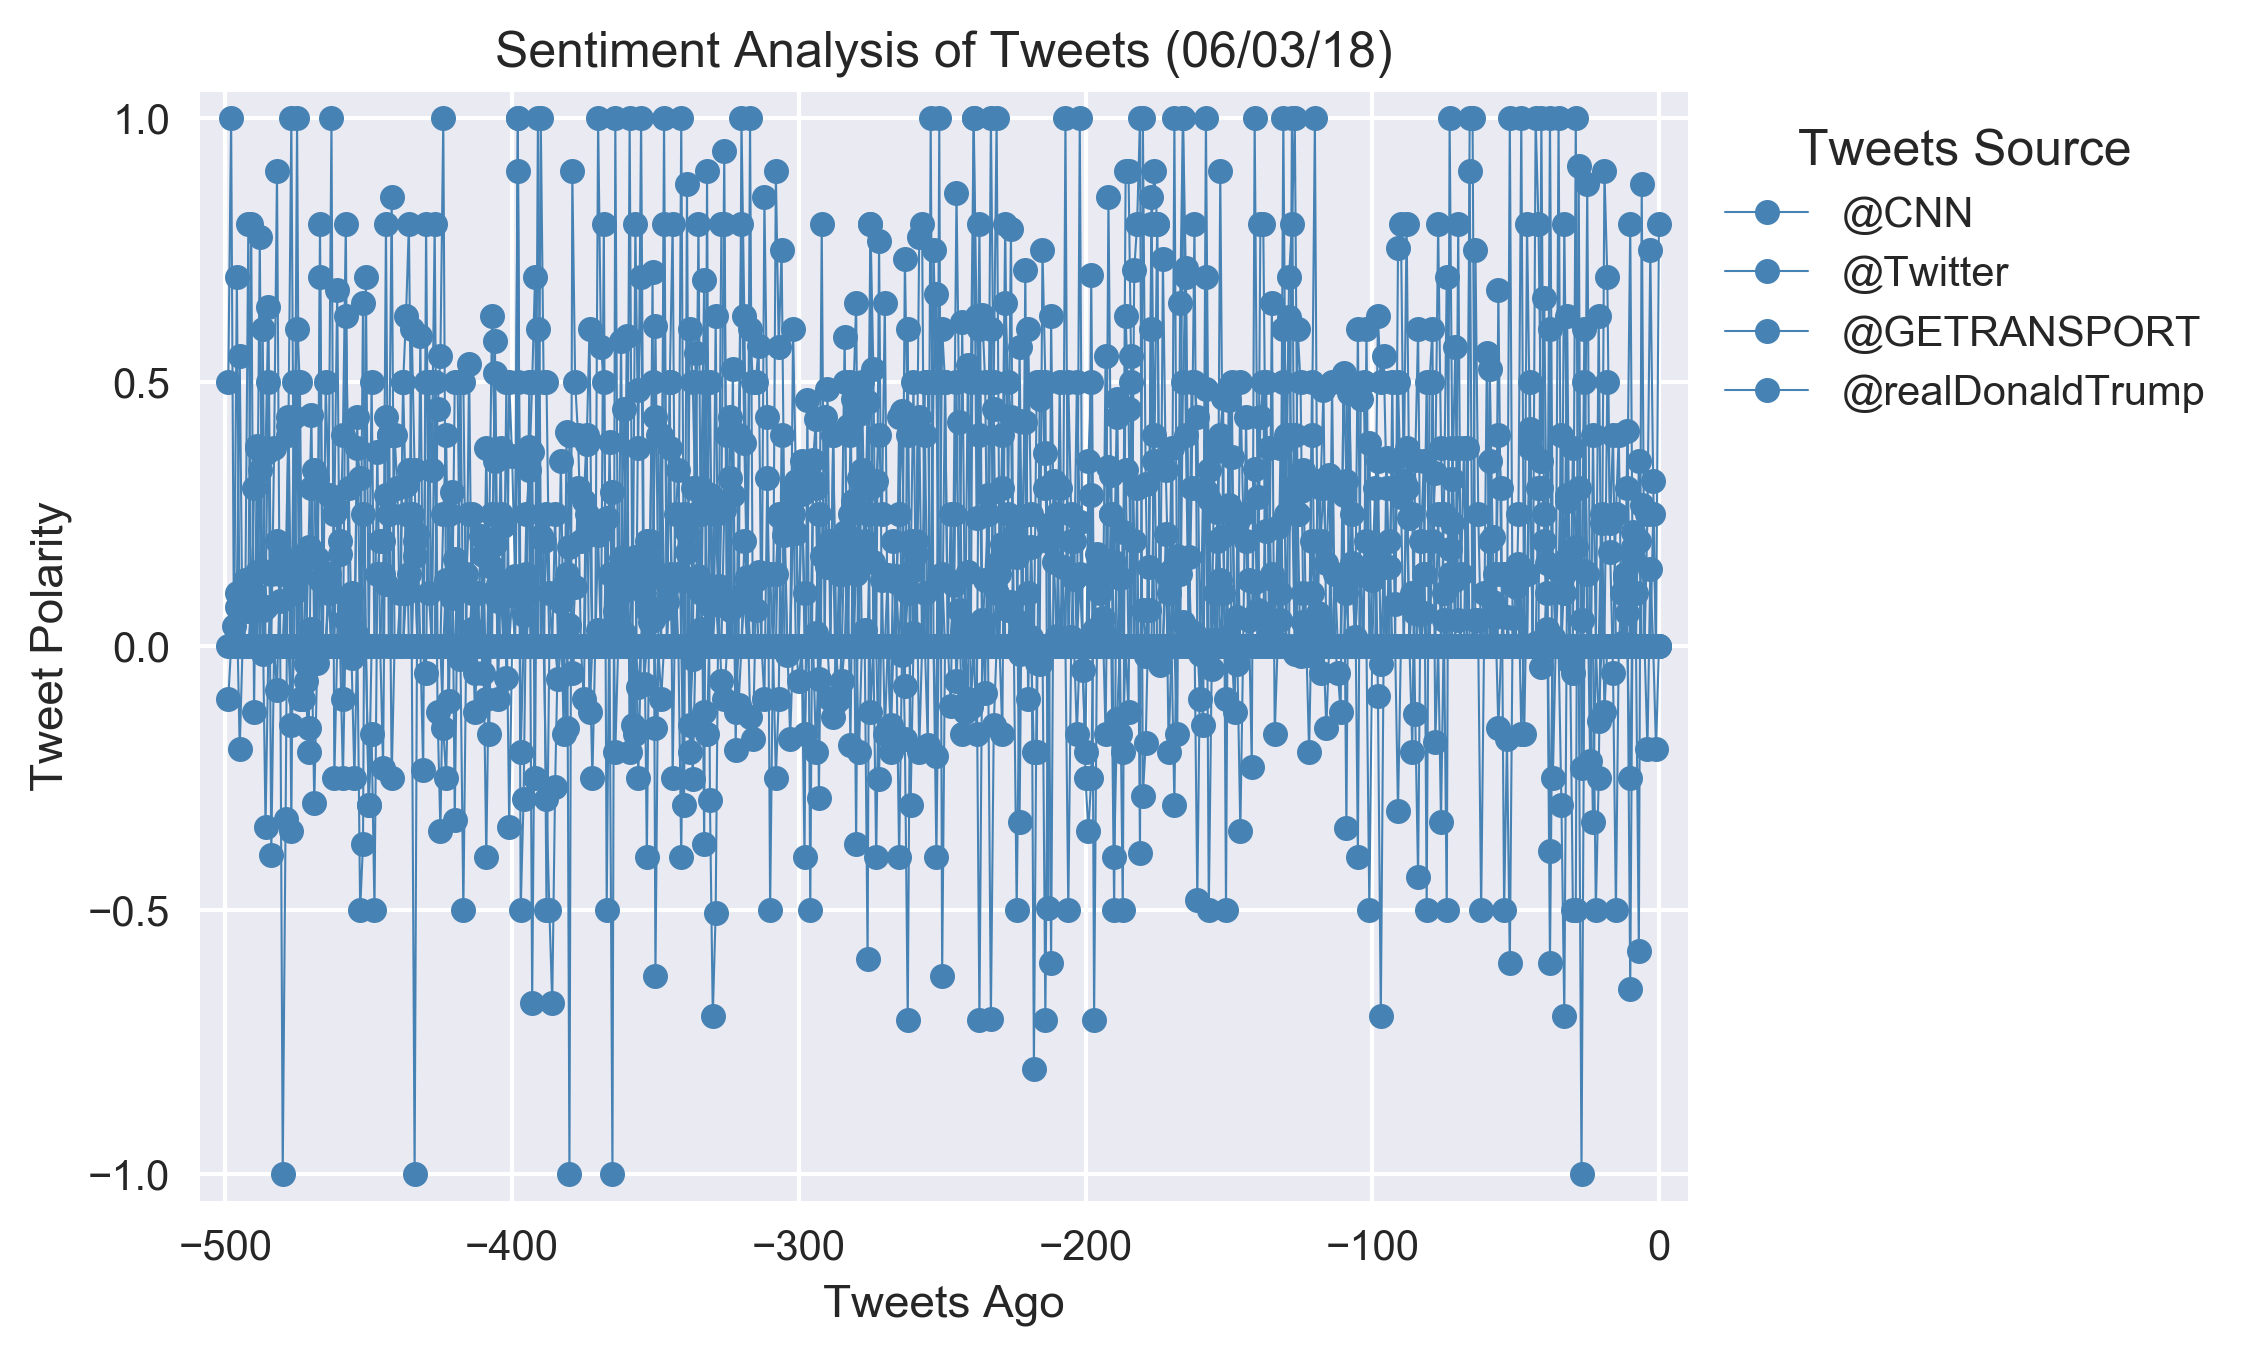 Sentiment Analysis of Tweets (06/03/18)
Tweet Polarity
1.0
0.5
0.0
−0.5
−1.0
−500 −400 −300 −200 −100 0
Tweets Ago
Tweets Source
@CNN
@Twitter
@GETRANSPORT
@realDonaldTrump